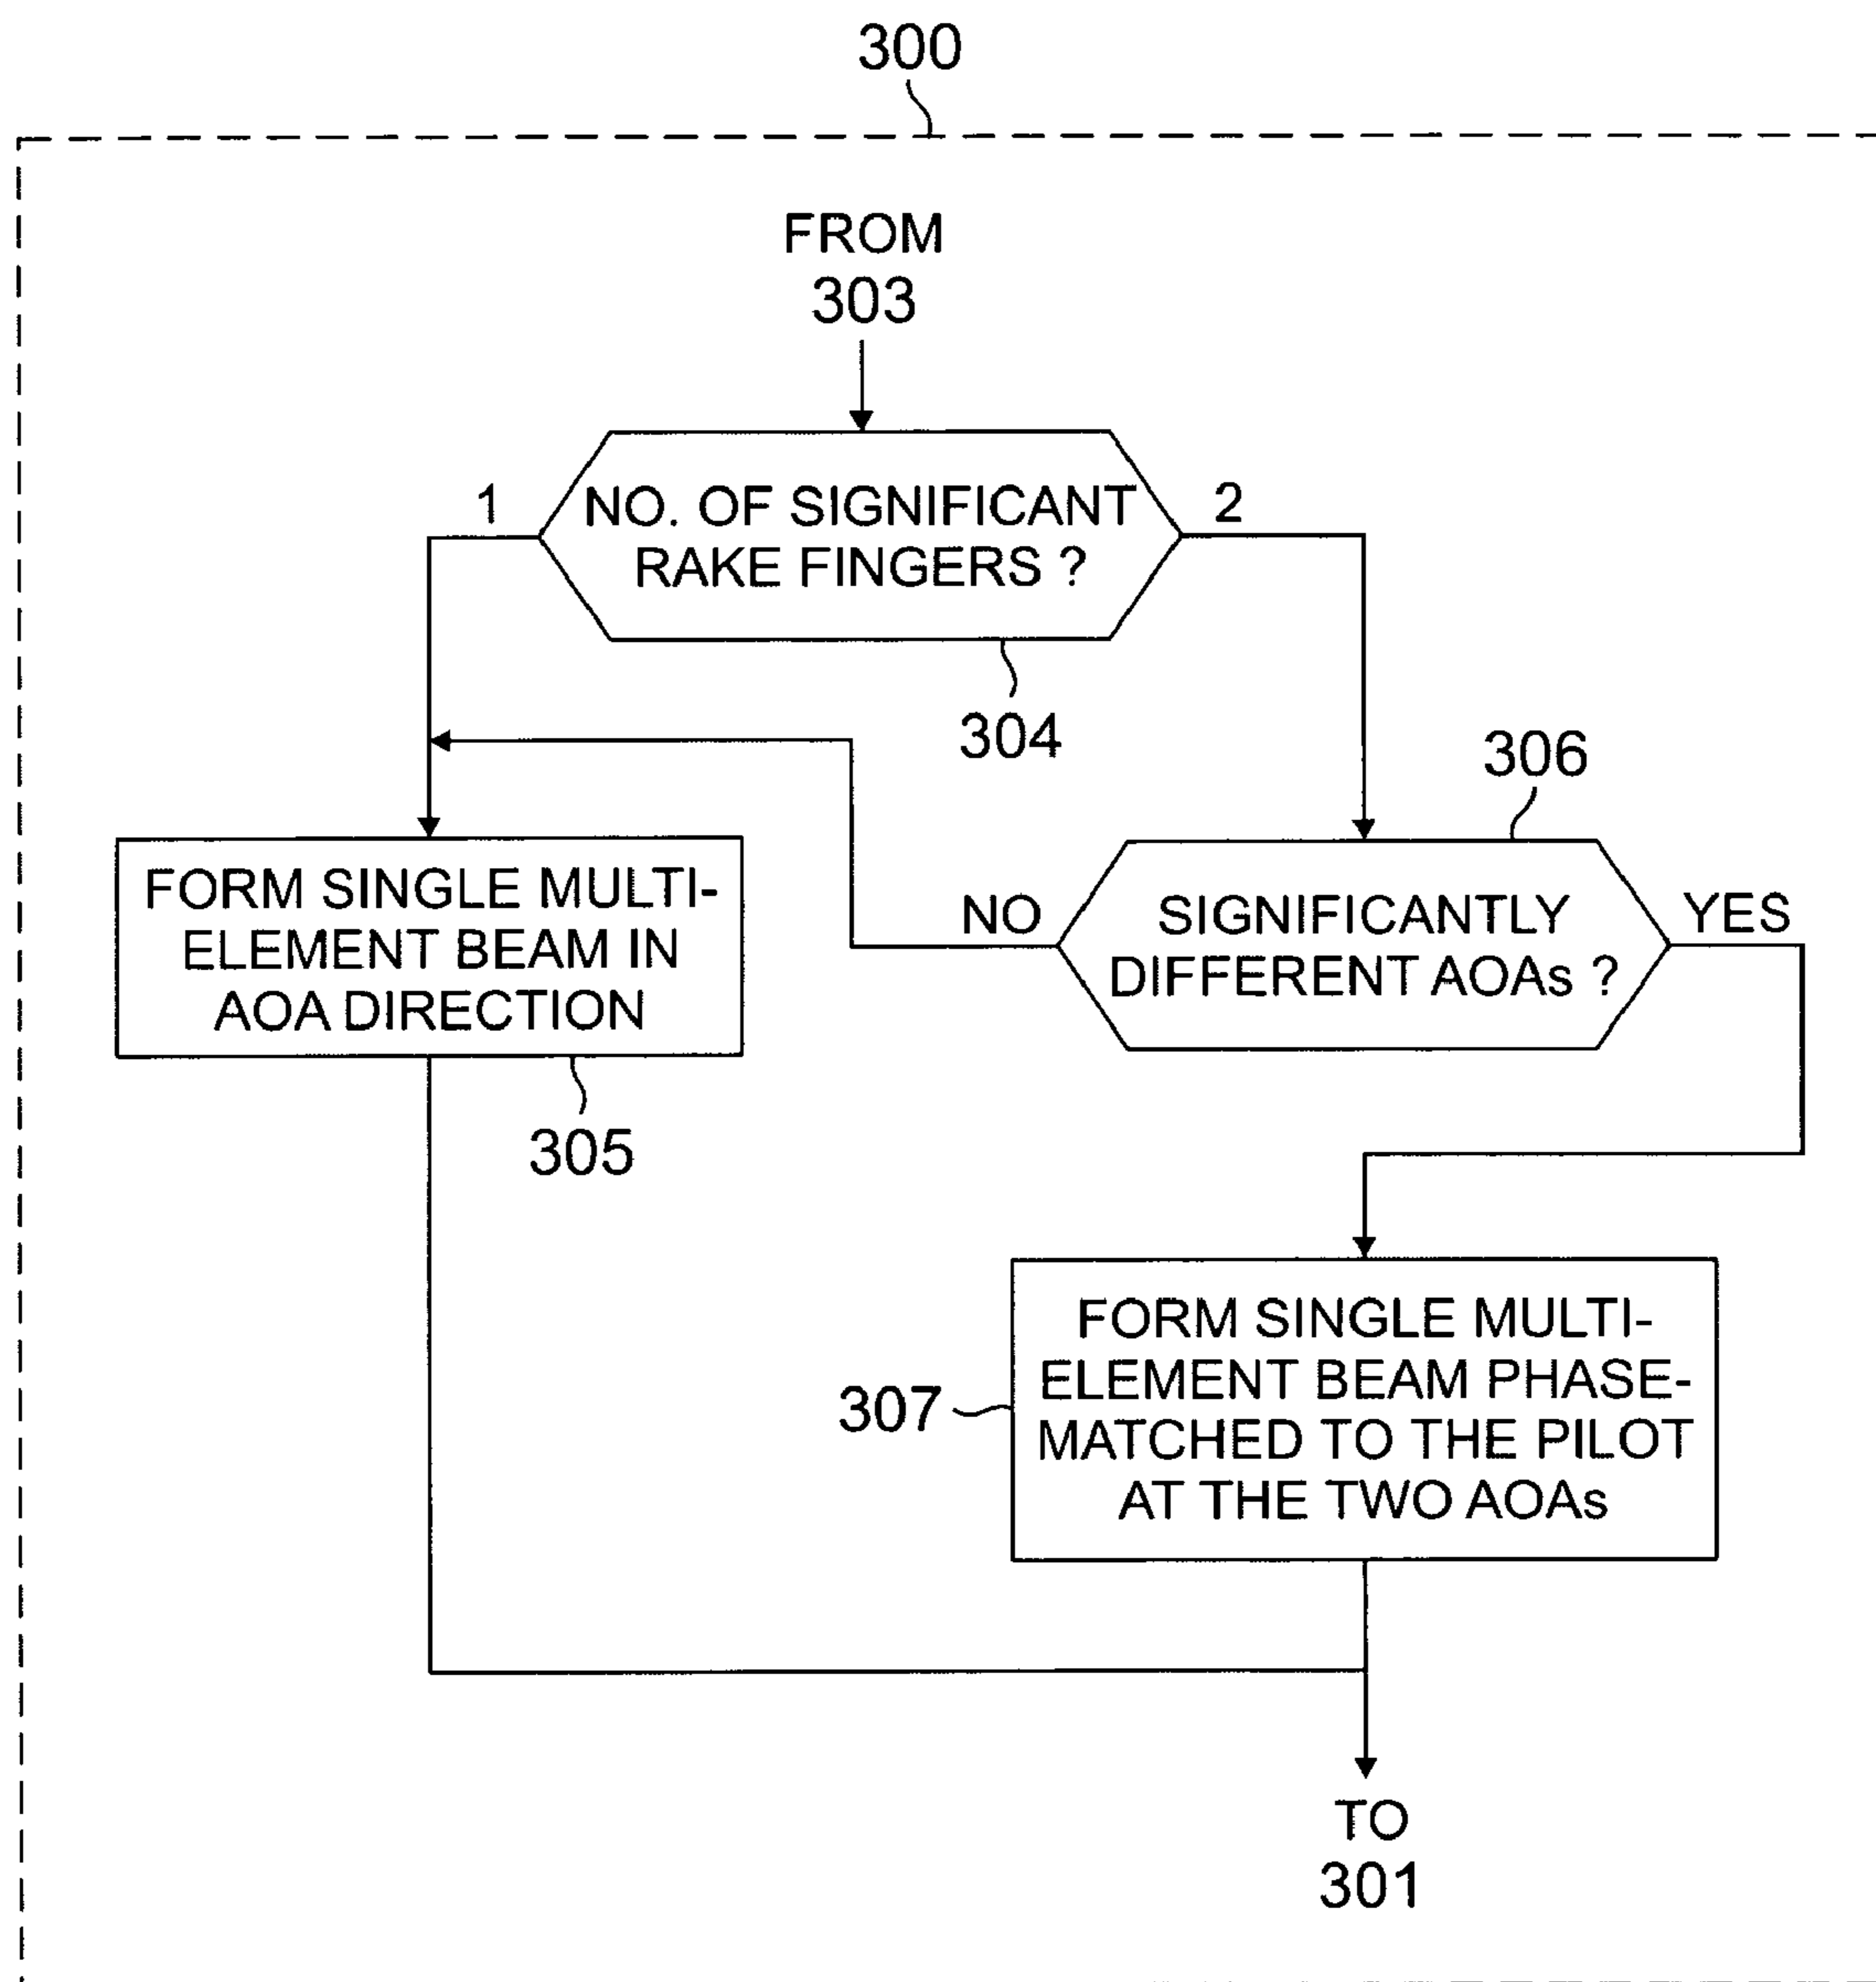 300
FROM
303
1
NO. OF SIGNIFICANT
RAKE FINGERS ?
2
304
306
FORM SINGLE MULTI-
ELEMENT BEAM IN
AOA DIRECTION
NO
SIGNIFICANTLY
DIFFERENT AOAs ?
YES
305
307
FORM SINGLE MULTI-
ELEMENT BEAM PHASE-
MATCHED TO THE PILOT
AT THE TWO AOAs
TO
301